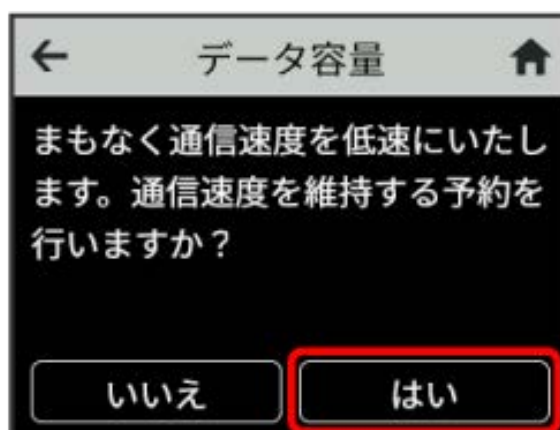 データ容量
まもなく通信速度を低速にいたし
ます。通信速度を維持する予約を
行いますか？
いいえ
はい